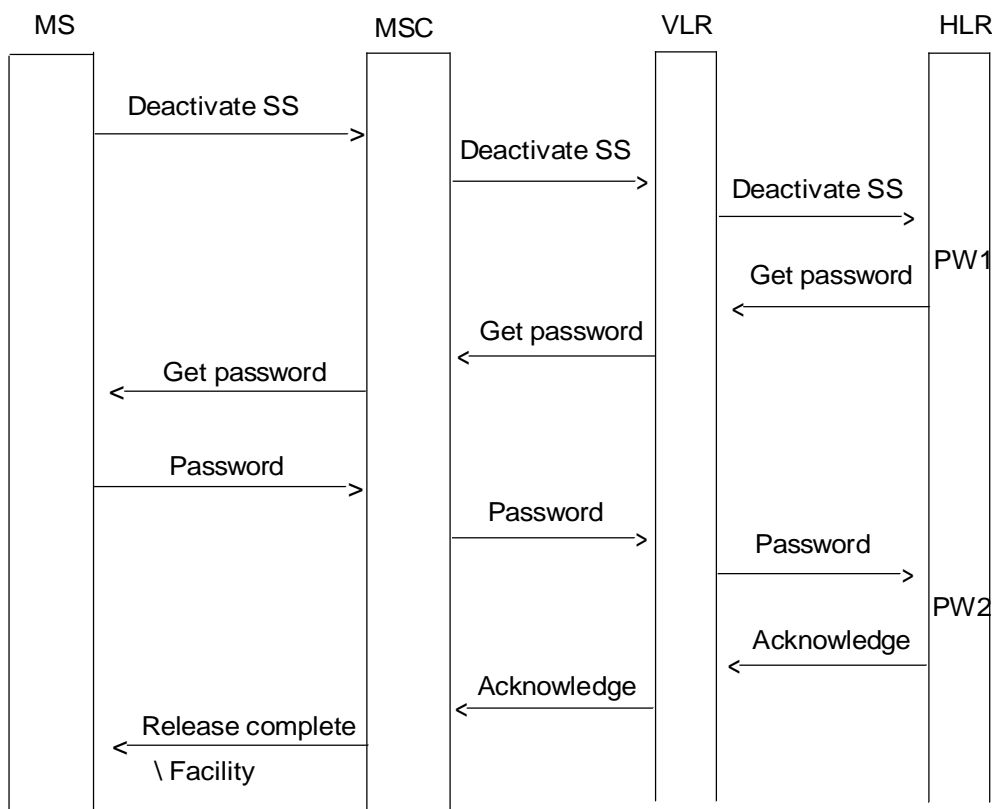 MS
MSC
VLR
HLR
Deactivate SS
Deactivate SS
Deactivate SS
PW1
Get password
Get password
Get password
Password
Password
Password
PW2
Acknowledge
Acknowledge
Release complete
\ Facility